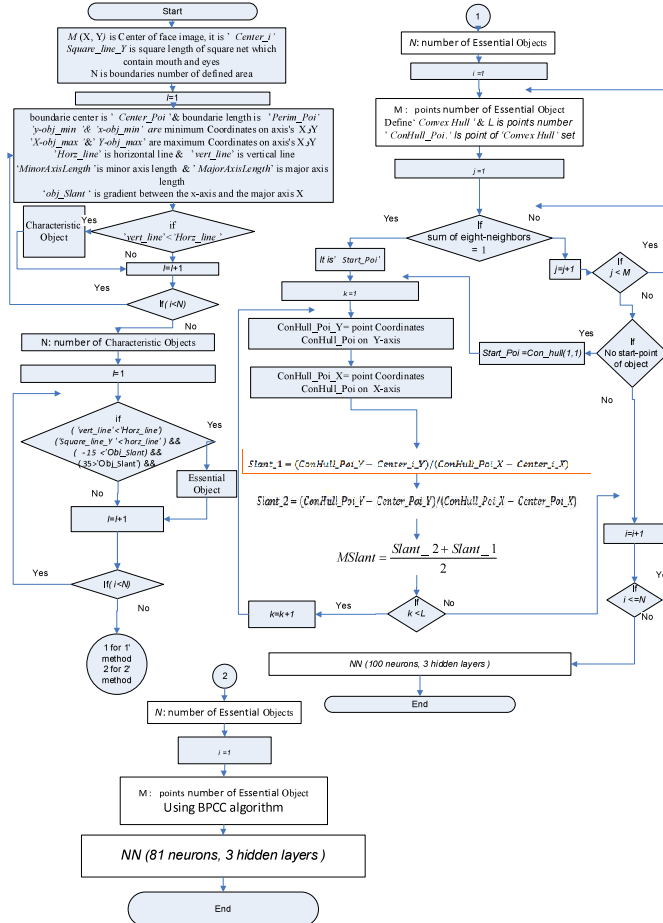 Start
M (X, Y) is Center of face image, it is ' Center_i'
Square_line_Y is square length of square net which
contain mouth and eyes
N is boundaries number of defined area
I=1
boundarie center is ' Center_Poi' & boundarie length is 'Perim_Poi'
'y-obj_min '& 'x-obj_min' are minimum Coordinates on axis's X و Y
'X-obj_max '&' Y-obj_max' are maximum Coordinates on axis's X و Y
'Horz_line' is horizontal line & 'vert_line' is vertical line
'MinorAxisLength' is minor axis length & ' MajorAxisLength' is major axis
length
'obj_Slant ' is gradient between the x-axis and the major axis X
Characteristic
Object
Yes
if
'vert_line'<'Horz_line '
No
I=I+1
Yes
If( i<N)
No
N: number of Characteristic Objects
I=1
if
( 'vert_line'<'Horz_line')
('Square_line_Y '<'horz_line' ) &&
( -15 <'Obj_Slant) &&
( 35>'Obj_Slant') &&
Yes
Essential
Object
No
I=I+1
Yes
If( i<N)
No
1 for 1'
method
2 for 2'
method
1
N: number of Essential Objects
i =1
M : points number of Essential Object
Define' Convex Hull ' & L is points number
' ConHull_Poi. ' Is point of 'Convex Hull ' set
j =1
Yes
If
sum of eight-neighbors
= 1
No
It is' Start_Poi'
j=j+1
If
j < M
Yes
No
k =1
ConHull_Poi_Y= point Coordinates
ConHull_Poi on Y-axis
Start_Poi =Con_hull(1,1)
Yes
If
No start-point
of object
No
ConHull_Poi_X= point Coordinates
ConHull_Poi on X-axis
Slant_1 = (ConHull_Poi_Y − Center_i_Y)/(ConHull_Poi_X − Center_i_X)
Slant_2 = (ConHull_Poi_Y − Center_Poi_Y)/(ConHull_Poi_X − Center_Poi_X)
MSlant = (Slant_2 + Slant_1)/2
i=i+1
k=k+1
Yes
If
k <L
No
If
i <=N
No
NN (100 neurons, 3 hidden layers )
End
2
N: number of Essential Objects
i =1
M : points number of Essential Object
Using BPCC algorithm
NN (81 neurons, 3 hidden layers )
End